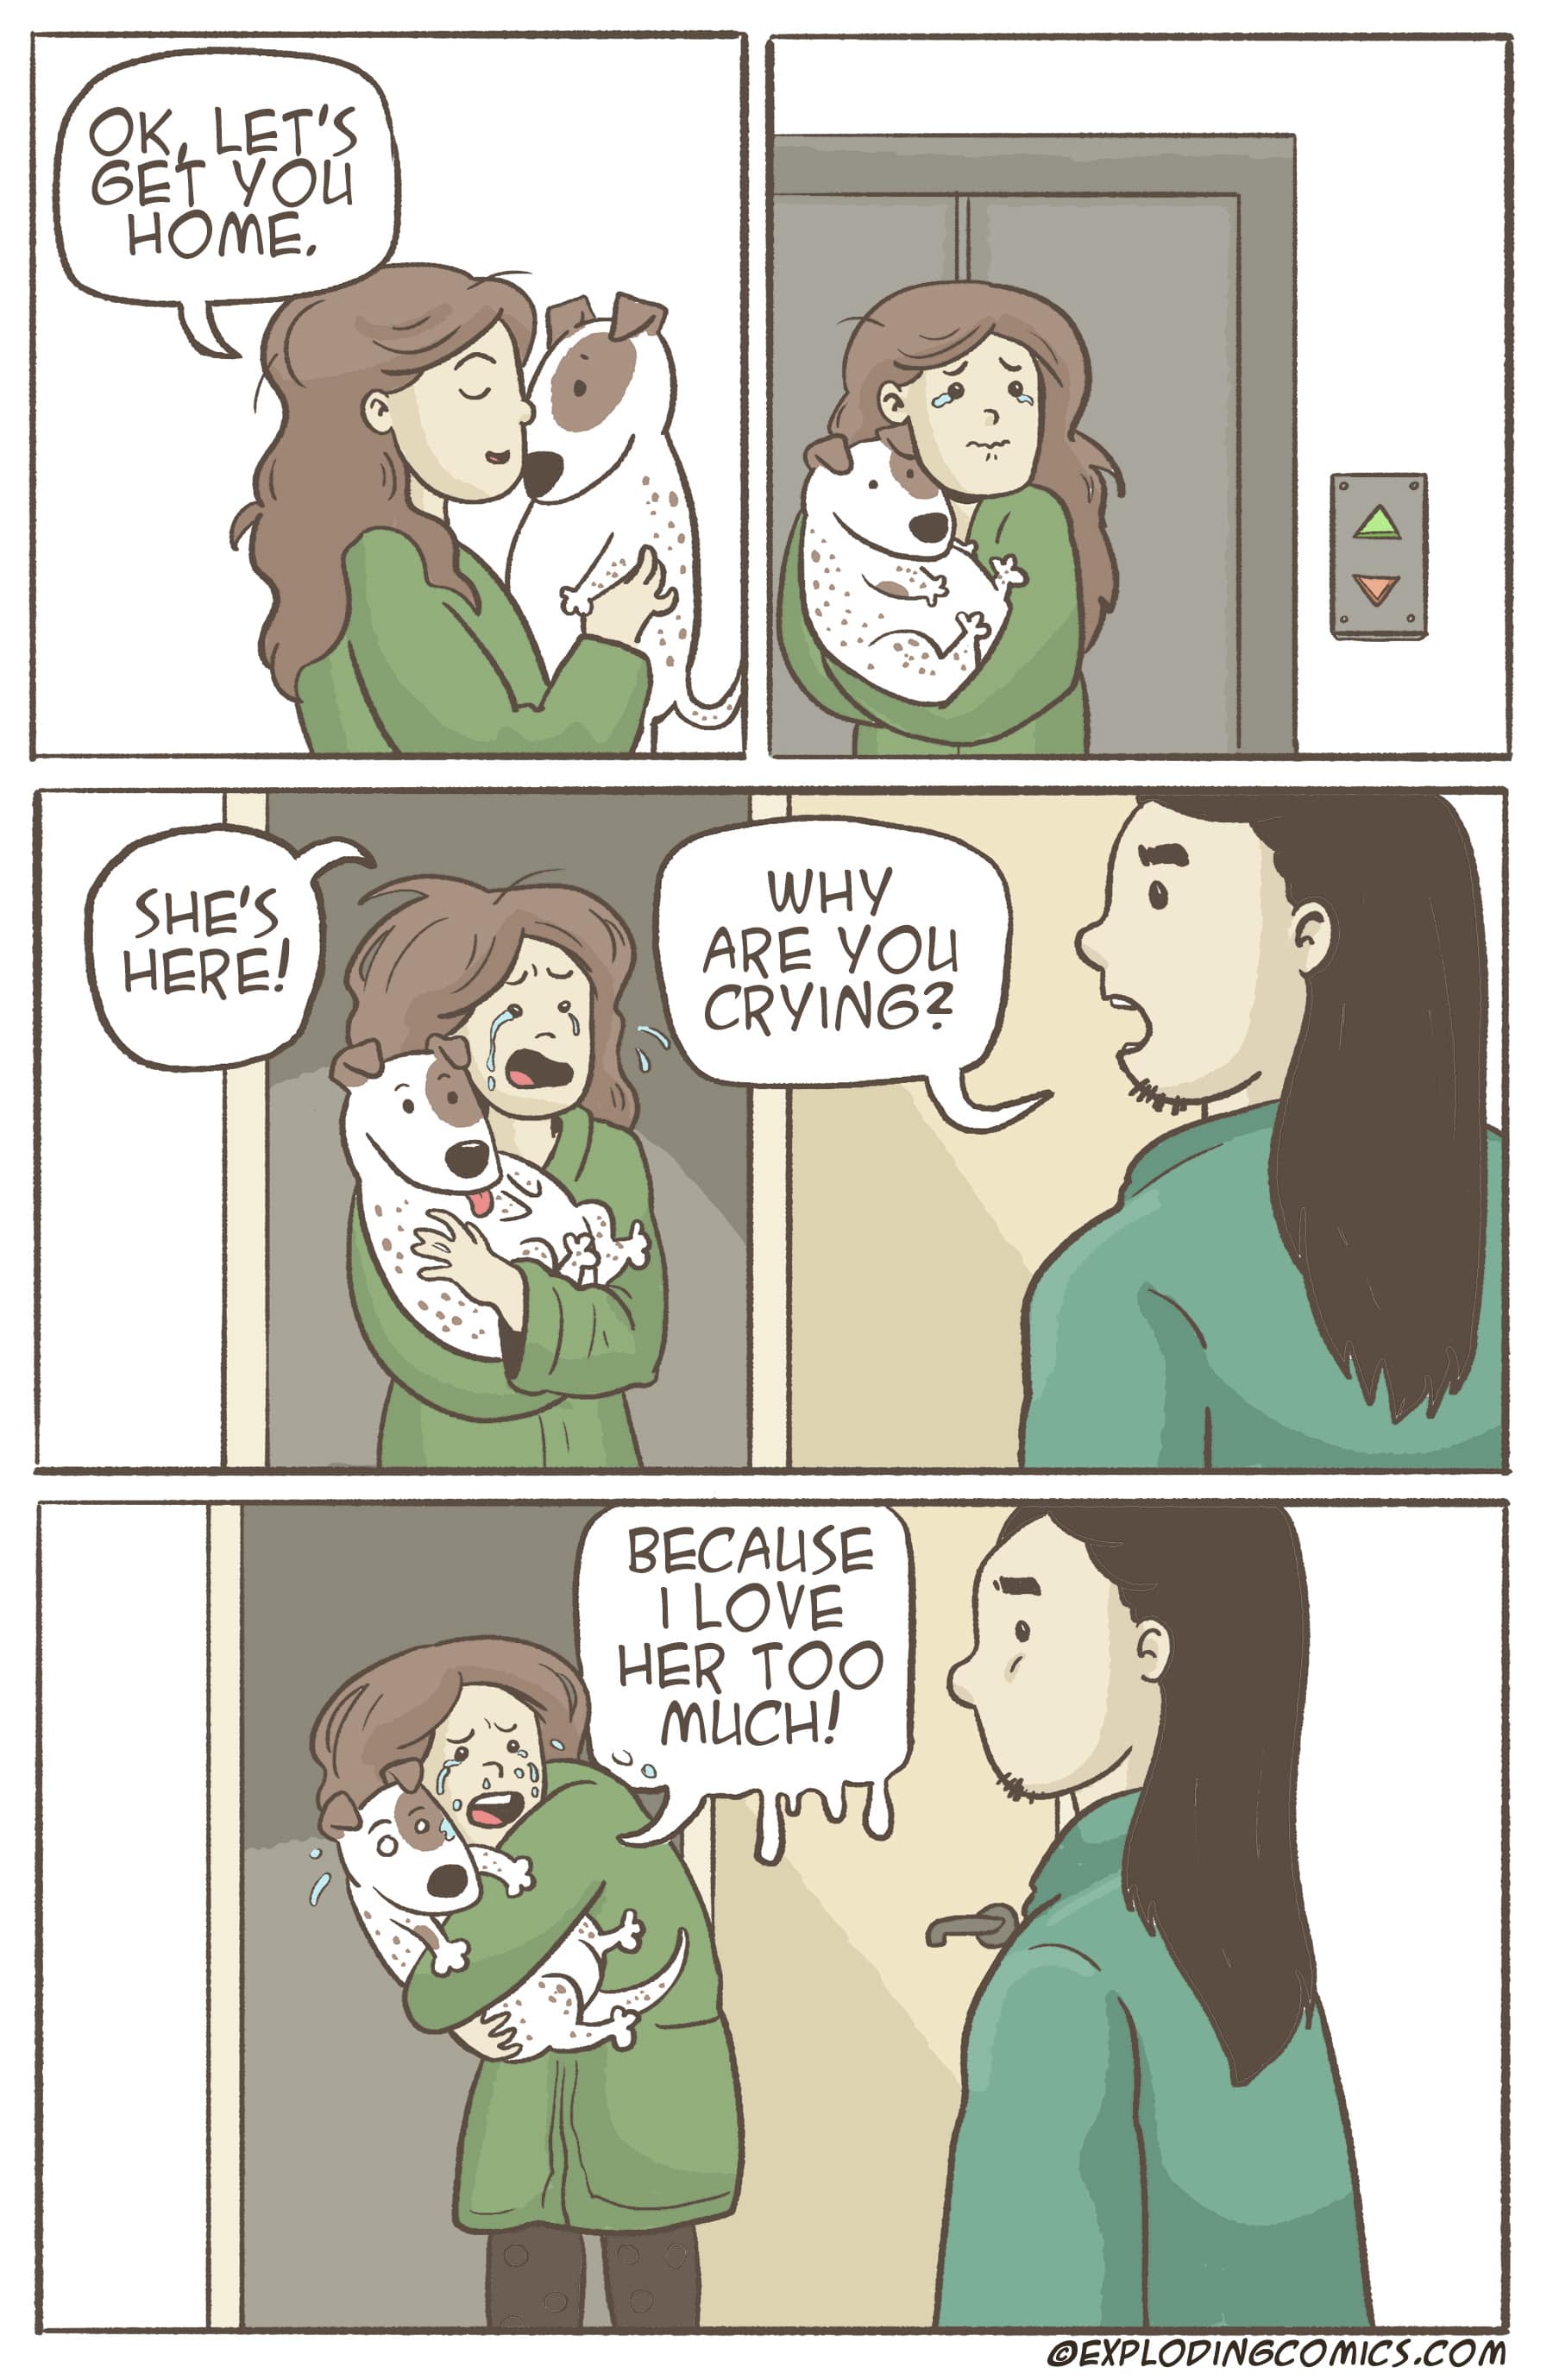 OK, LET'S
GET YOU
HOME.
SHE'S
HERE!
WHY
ARE YOU
CRYING?
BECAUSE
I LOVE
HER TOO
MUCH!
©EXPLODINGCOMICS.COM